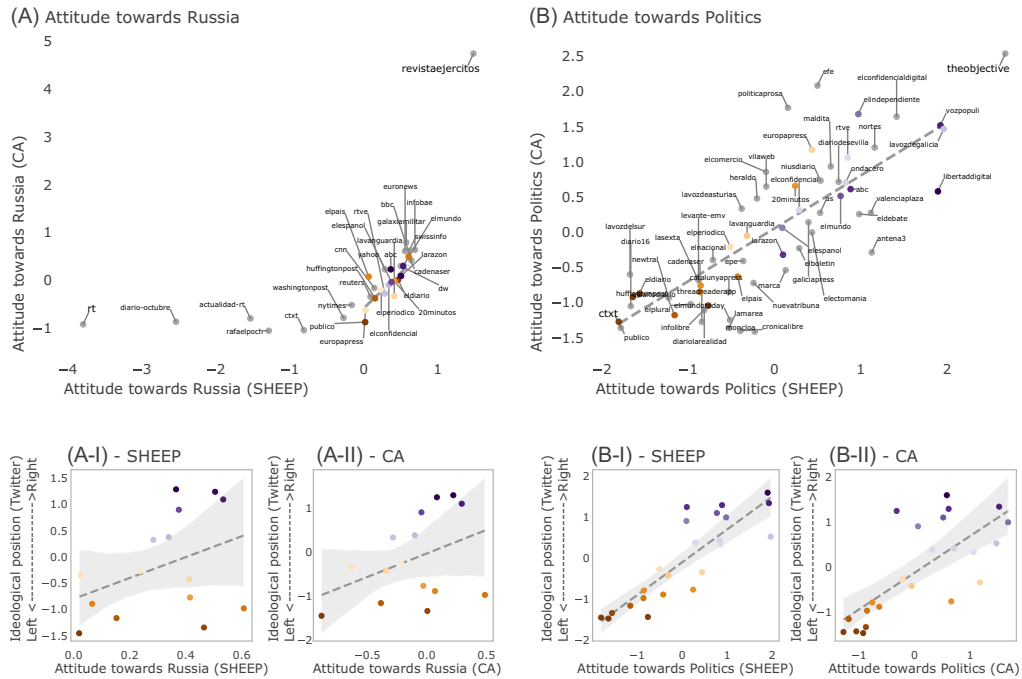 (A) Attitude towards Russia
5
4
3
2
1
0
−1
Attitude towards Russia (CA)
revistaejercitos
euronews
infobae
bbc
elpais
rtve
galaxiamilitar
elmundo
elespanol
swissinfo
lavanguardia
cnn
yahoo
abc
larazon
huffingtonpost
cadenaser
reuters
washingtonpost
eldiario
dw
rt
diario-octubre
actualidad-rt
nytimes
elperiodico
20minutos
rafaelpoch
ctxt
publico
elconfidencial
europapress
−4
−3
−2
−1
0
1
Attitude towards Russia (SHEEP)
(B) Attitude towards Politics
2.5
2.0
1.5
1.0
0.5
0.0
−0.5
−1.0
−1.5
Attitude towards Politics (CA)
theobjective
efe
elconfidencialdigital
politicaprosa
elindependiente
vozpopuli
maldita
rtve
nortes
europapress
diariodesevilla
lavozdegalicia
elcomercio
vilaweb
niusdiario
ondacero
heraldo
elconfidencial
abc
libertaddigital
lavozdeasturias
20minutos
as
valenciaplaza
levante-emv
lavanguardia
eldebate
lavozdelsur
elperiodico
elmundo
diario16
lasexta
larazon
antena3
elnacional
elespanol
newtral
cadenaser
epe
elboletin
eldiario
catalunyapress
galiciapress
threadreaderapp
marca
elpais
electomania
elplural
elmundotoday
nuevatribuna
ctxt
lamarea
publico
infolibre
moncloa
cronicalibre
diariolarealidad
−2
−1
0
1
2
Attitude towards Politics (SHEEP)
(A-I) - SHEEP
Ideological position (Twitter)
Left <---------------------->Right
1.5
1.0
0.5
0.0
−0.5
−1.0
−1.5
0.0
0.2
0.4
0.6
Attitude towards Russia (SHEEP)
(A-II) - CA
2
1
0
−1
−2
−0.5
0.0
0.5
Attitude towards Russia (CA)
(B-I) - SHEEP
Ideological position (Twitter)
Left <---------------------->Right
2
1
0
−1
−2
−2
−1
0
1
2
Attitude towards Politics (SHEEP)
(B-II) - CA
2
1
0
−1
−1
0
1
Attitude towards Politics (CA)